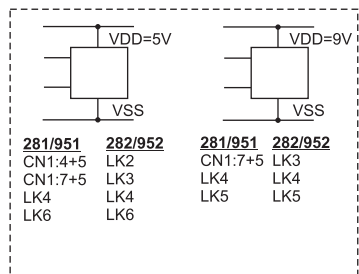 VDD=5V VDD=9V
VSS VSS
281/951 282/952 281/951 282/952
CN1:4+5 LK2 CN1:7+5 LK3
CN1:7+5 LK3 LK4 LK4
LK4 LK4 LK5 LK5
LK6 LK6